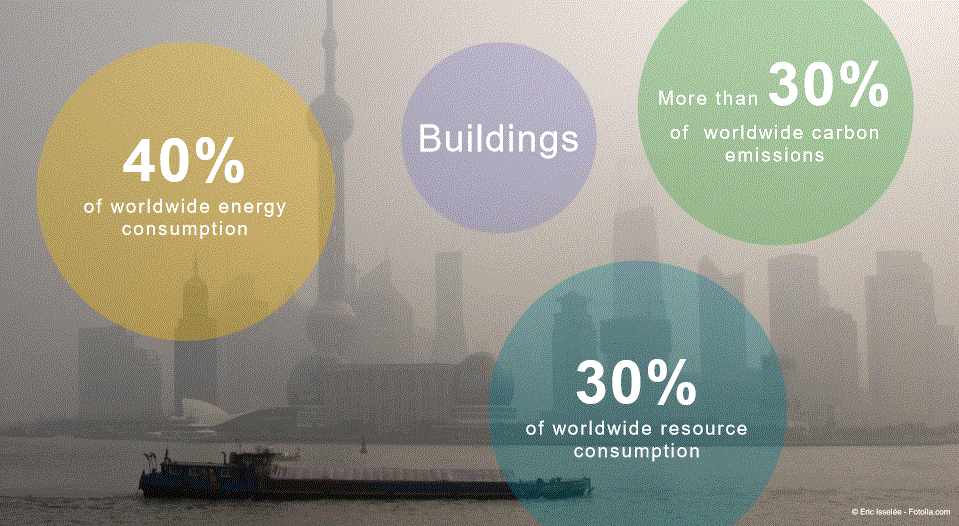 40%
of worldwide energy
consumption
Buildings
More than 30%
of worldwide carbon
emissions
30%
of worldwide resource
consumption
© Eric Isselée - Fotolia.com